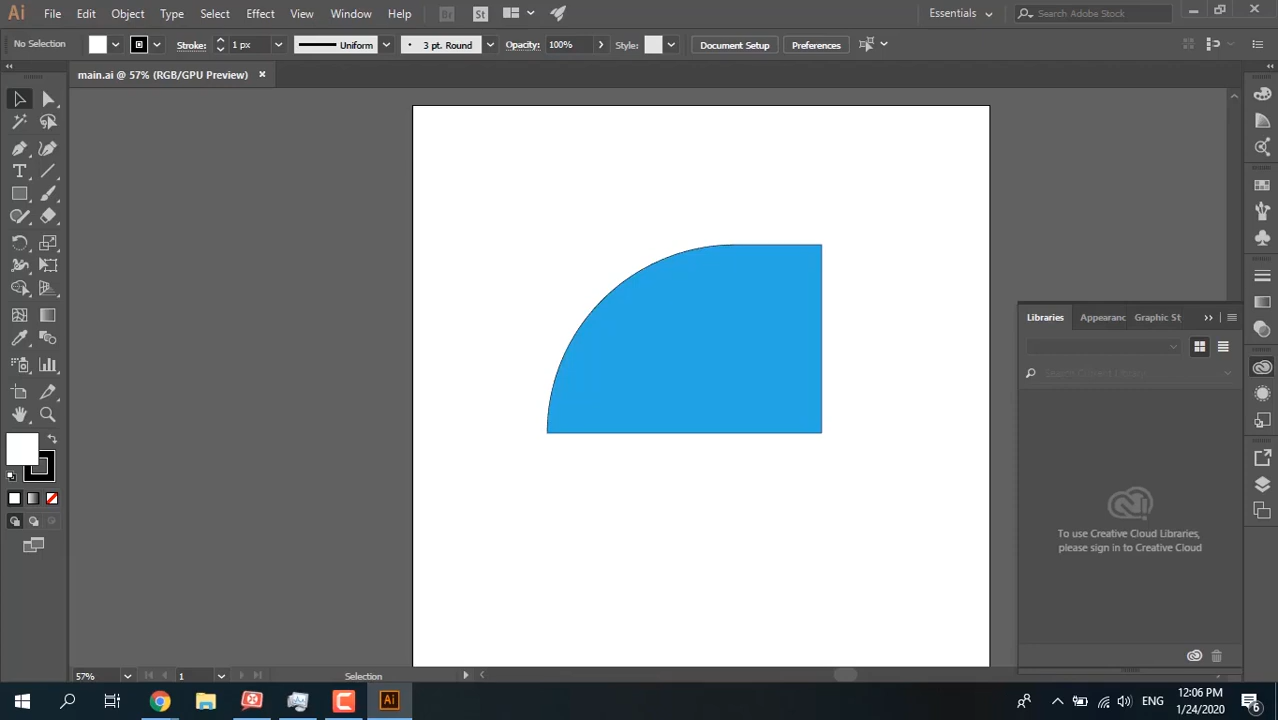 Ai File Edit Object Type Select Effect View Window Help Br St Essentials Search Adobe Stock
No Selection Stroke: 1 px Uniform 3 pt. Round Opacity: 100% Style: Document Setup Preferences
main.ai @ 57% (RGB/GPU Preview)
T
Libraries Appearanc Graphic St
To use Creative Cloud Libraries,
please sign in to Creative Cloud
57% 1 Selection
Ai ENG 12:06 PM
1/24/2020 6